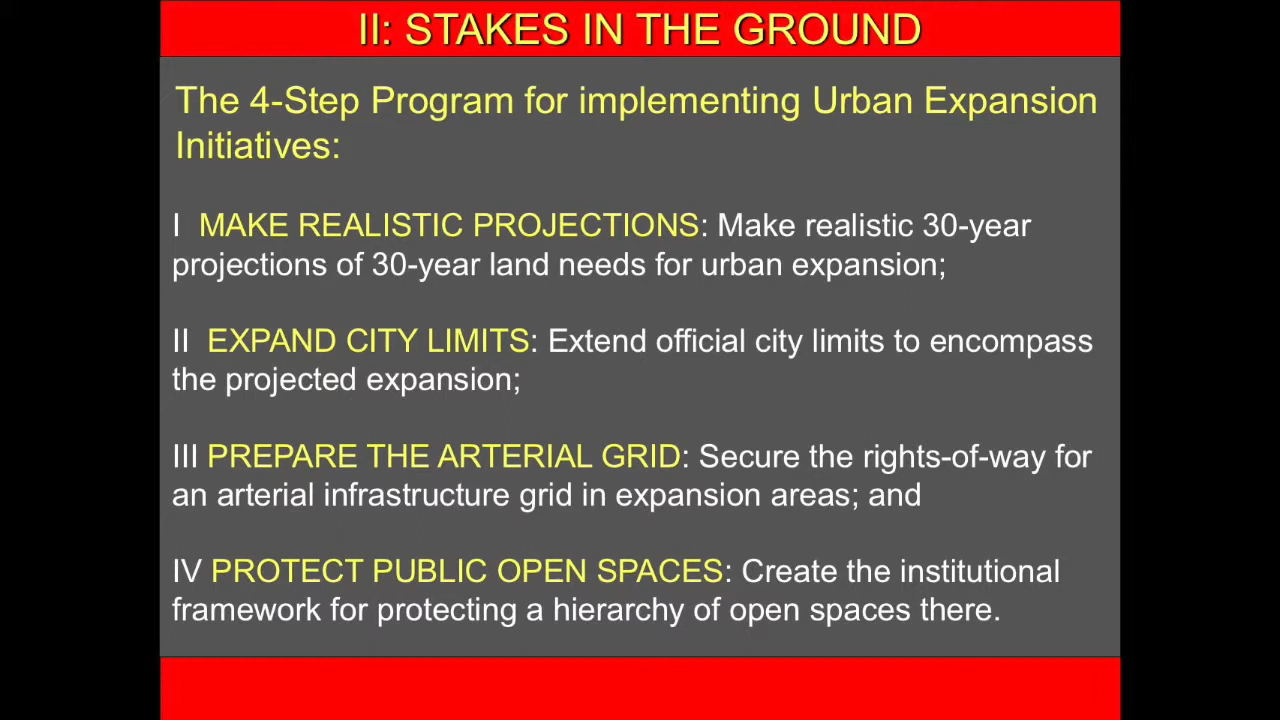 II: STAKES IN THE GROUND
The 4-Step Program for implementing Urban Expansion
Initiatives:
I MAKE REALISTIC PROJECTIONS: Make realistic 30-year
projections of 30-year land needs for urban expansion;
II EXPAND CITY LIMITS: Extend official city limits to encompass
the projected expansion;
III PREPARE THE ARTERIAL GRID: Secure the rights-of-way for
an arterial infrastructure grid in expansion areas; and
IV PROTECT PUBLIC OPEN SPACES: Create the institutional
framework for protecting a hierarchy of open spaces there.